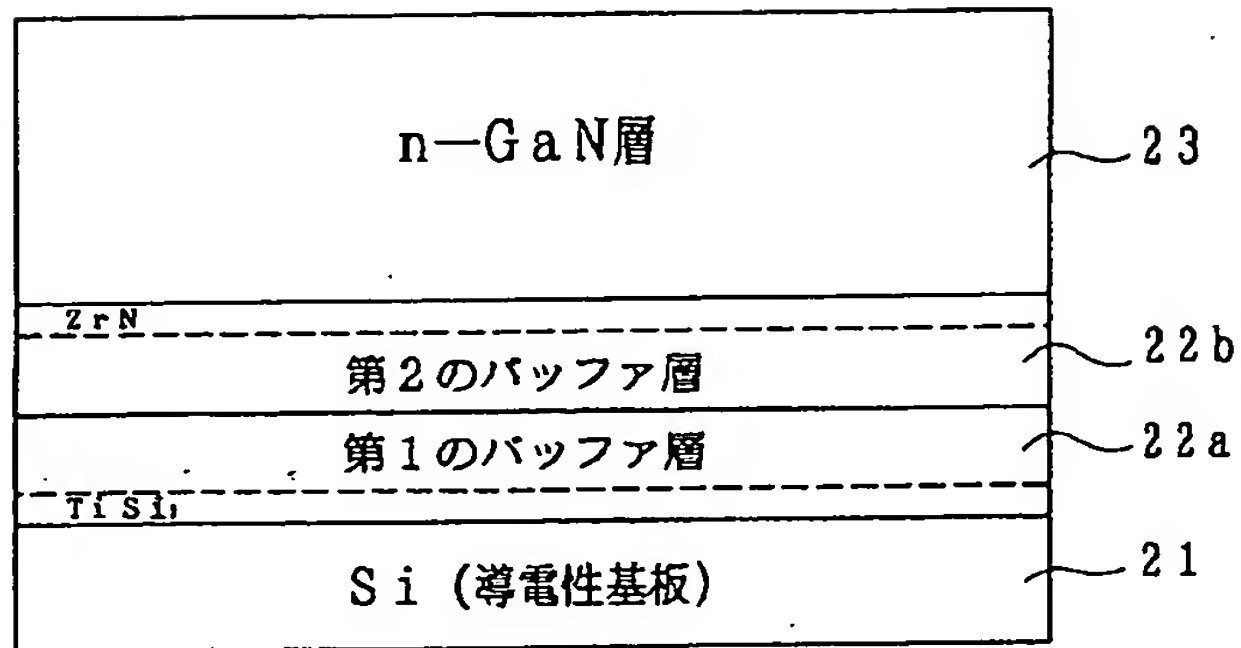 n—GaN層
23
ZrN
22b
第2のバッファ層
22a
第1のバッファ層
TiSi
21
Si (導電性基板)